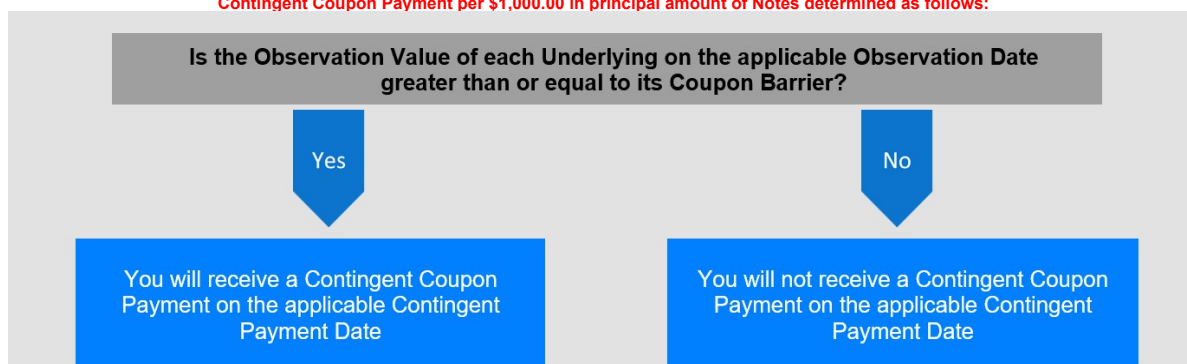 Contingent Coupon Payment per $1,000.00 in principal amount of Notes determined as follows:
Is the Observation Value of each Underlying on the applicable Observation Date
greater than or equal to its Coupon Barrier?
Yes
No
You will receive a Contingent Coupon
Payment on the applicable Contingent
Payment Date
You will not receive a Contingent Coupon
Payment on the applicable Contingent
Payment Date